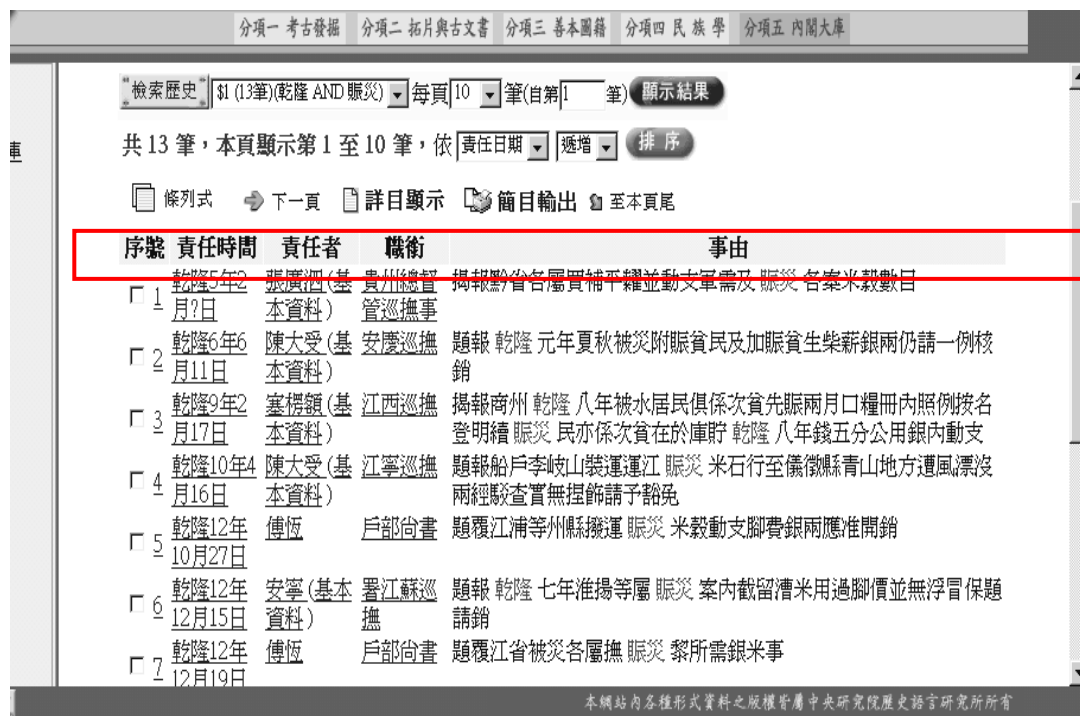 分項一 考古發掘 分項二 拓片與古文書 分項三 善本圖籍 分項四 民族學 分項五 內閣大庫
檢索歷史 $1 (13筆)(乾隆 AND 賑災) 每頁 10 筆(自第1 筆) 顯示結果
庫
共 13 筆，本頁顯示第 1 至 10 筆，依 責任日期 遞增 排序
條列式 下一頁 詳目顯示 簡目輸出 至本頁尾
序號 責任時間 責任者 職銜 事由
1 乾隆5年2 張廣泗(基 貴州總督 揭報黔省各屬買補平糶並動支軍需及 賑災 各案米穀數目
月?日 本資料) 管巡撫事
2 乾隆6年6 陳大受(基 安慶巡撫 題報 乾隆 元年夏秋被災附賑貧民及加賑貧生柴薪銀兩仍請一例核
月11日 本資料) 銷
3 乾隆9年2 塞楞額(基 江西巡撫 揭報商州 乾隆 八年被水居民俱係次貧先賑兩月口糧冊內照例按名
月17日 本資料) 登明續 賑災 民亦係次貧在於庫貯 乾隆 八年錢五分公用銀內動支
4 乾隆10年4 陳大受(基 江寧巡撫 題報船戶李岐山裝運運江 賑災 米石行至儀徵縣青山地方遭風漂沒
月16日 本資料) 兩經駁查實無捏飾請予豁免
5 乾隆12年 傅恆 戶部尚書 題覆江浦等州縣撥運 賑災 米穀動支腳費銀兩應准開銷
10月27日
6 乾隆12年 安寧(基本 署江蘇巡 題報 乾隆 七年淮揚等屬 賑災 案內截留漕米用過腳價並無浮冒保題
12月15日 資料) 撫 請銷
7 乾隆12年 傅恆 戶部尚書 題覆江省被災各屬撫 賑災 黎所需銀米事
12月19日
本網站內各種形式資料之版權皆屬中央研究院歷史語言研究所所有